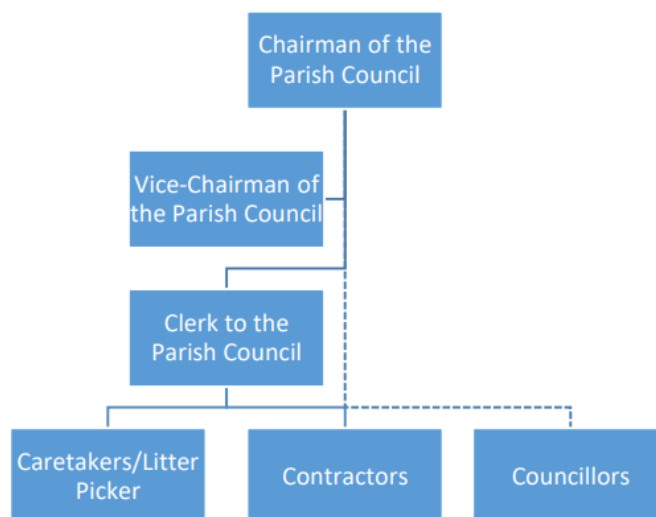 Chairman of the
Parish Council
Vice-Chairman of
the Parish Council
Clerk to the
Parish Council
Caretakers/Litter
Picker
Contractors
Councillors